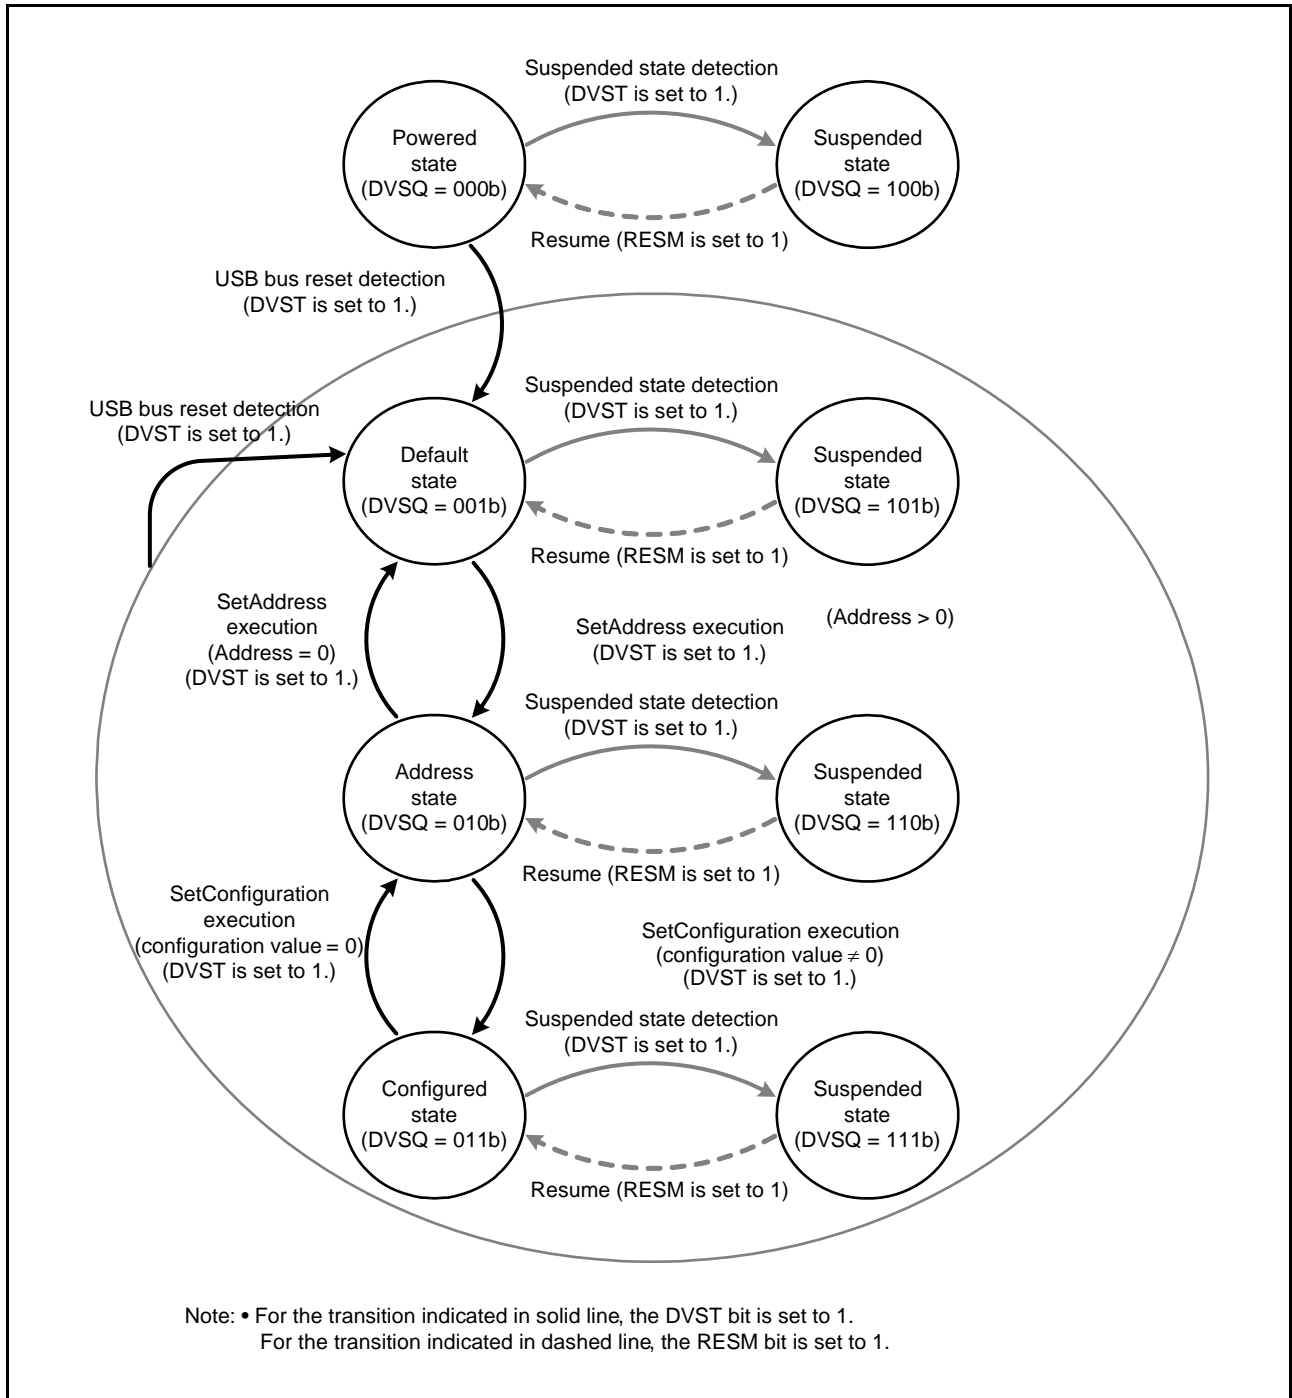 Suspended state detection
(DVST is set to 1.)
Powered
state
(DVSQ = 000b)
Suspended
state
(DVSQ = 100b)
Resume (RESM is set to 1)
USB bus reset detection
(DVST is set to 1.)
USB bus reset detection
(DVST is set to 1.)
Suspended state detection
(DVST is set to 1.)
Default
state
(DVSQ = 001b)
Suspended
state
(DVSQ = 101b)
Resume (RESM is set to 1)
SetAddress
execution
(Address = 0)
(DVST is set to 1.)
SetAddress execution
(DVST is set to 1.)
(Address > 0)
Suspended state detection
(DVST is set to 1.)
Address
state
(DVSQ = 010b)
Suspended
state
(DVSQ = 110b)
Resume (RESM is set to 1)
SetConfiguration
execution
(configuration value = 0)
(DVST is set to 1.)
SetConfiguration execution
(configuration value ≠ 0)
(DVST is set to 1.)
Suspended state detection
(DVST is set to 1.)
Configured
state
(DVSQ = 011b)
Suspended
state
(DVSQ = 111b)
Resume (RESM is set to 1)
Note: • For the transition indicated in solid line, the DVST bit is set to 1.
For the transition indicated in dashed line, the RESM bit is set to 1.